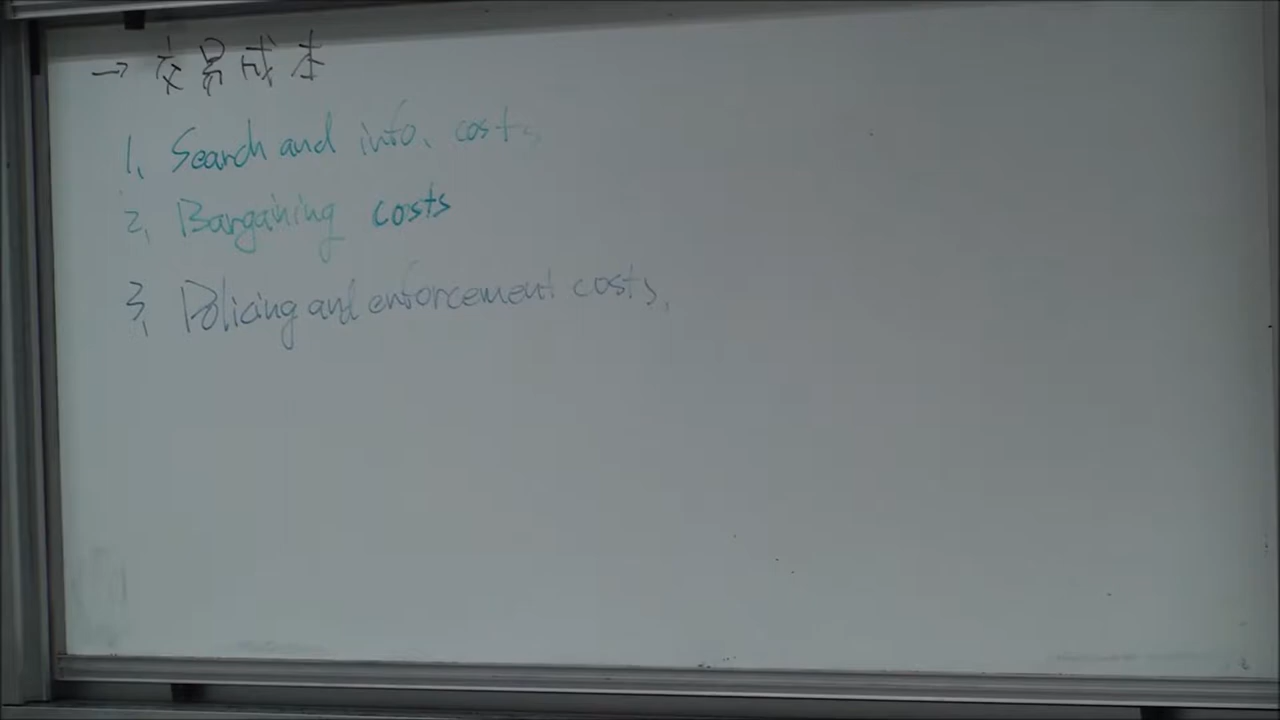 → 交易成本
1. Search and info. costs
2. Bargaining costs
3. Policing and enforcement costs.